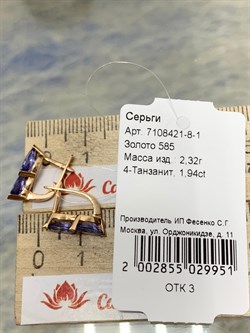 Серьги
Арт. 7108421-8-1
Золото 585
Масса изд.: 2,32г
4-Танзанит, 1,94ct
Производитель ИП Фесенко С.Г
Москва, ул. Орджоникидзе, д. 11
2 002855 029951
ОТК 3